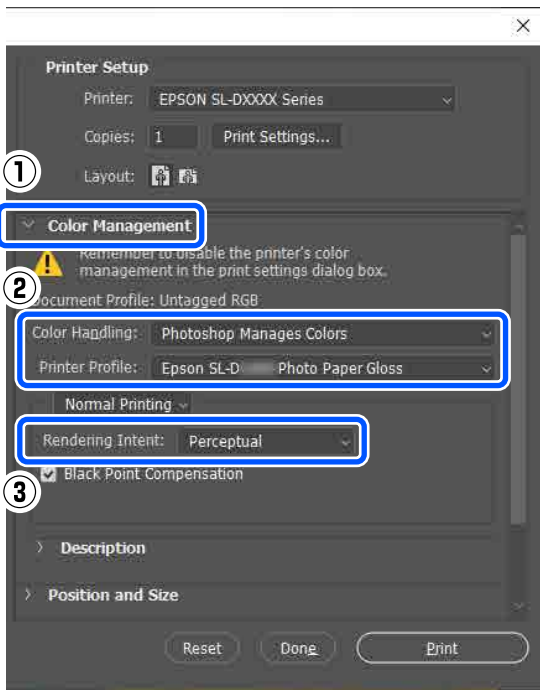 Printer Setup
Printer: EPSON SL-DXXXX Series
Copies: 1 Print Settings...
①
Layout:
Color Management
Remember to disable the printer's color
management in the print settings dialog box.
②
Document Profile: Untagged RGB
Color Handling: Photoshop Manages Colors
Printer Profile: Epson SL-D Photo Paper Gloss
Normal Printing
Rendering Intent: Perceptual
Black Point Compensation
③
Description
Position and Size
Reset Done Print